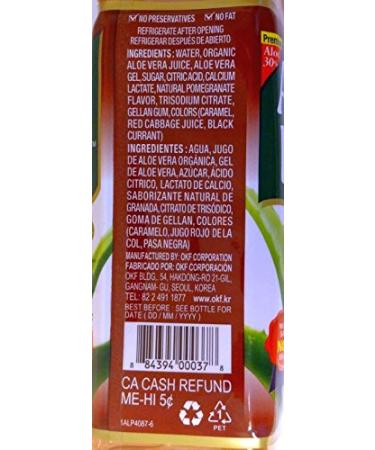 ✓NO PRESERVATIVES ✓NO FAT
REFRIGERATE AFTER OPENING
REFRIGERAR DESPUÉS DE ABIERTO
INGREDIENTS: WATER, ORGANIC
ALOE VERA JUICE, ALOE VERA
GEL, SUGAR, CITRIC ACID, CALCIUM
LACTATE, NATURAL POMEGRANATE
FLAVOR, TRISODIUM CITRATE,
GELLAN GUM, COLORS (CARAMEL,
RED CABBAGE JUICE, BLACK
CURRANT)
INGREDIENTES: AGUA, JUGO
DE ALOE VERA ORGÁNICA, GEL
DE ALOE VERA, AZÚCAR, ÁCIDO
CITRICO, LACTATO DE CALCIO,
SABORIZANTE NATURAL DE
GRANADA, CITRATO DE TRISÓDICO,
GOMA DE GELLAN, COLORES
(CARAMELO, JUGO ROJO DE LA
COL, PASA NEGRA)
MANUFACTURED BY: OKF CORPORATION
FABRICADO POR: OKF CORPORACIÓN
OKF BLDG, 54, HAKDONG-RO 21-GIL,
GANGNAM-GU, SEOUL, KOREA
TEL: 82 2 491 1877 www.okf.kr
BEST BEFORE : SEE BOTTLE FOR
DATE ( DD / MM / YYYY )
8 84394 00037 8
CA CASH REFUND
ME-HI 5¢
1
PET
1ALP4087-6
Premi
Aloe
30%